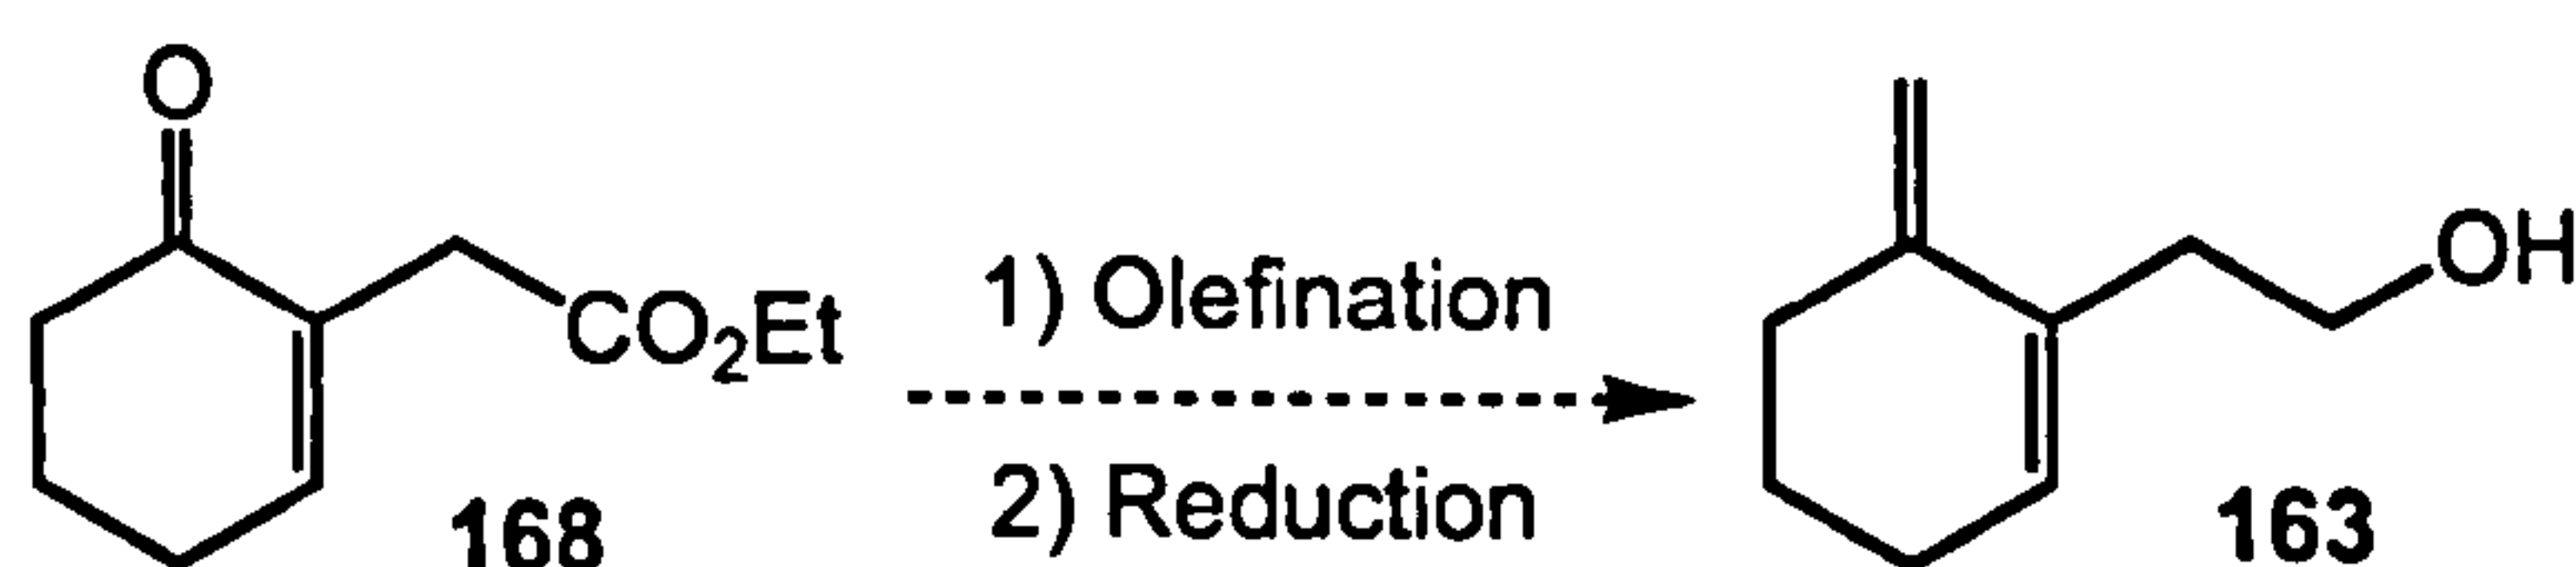 O
CO₂Et
168
1) Olefination
2) Reduction
OH
163